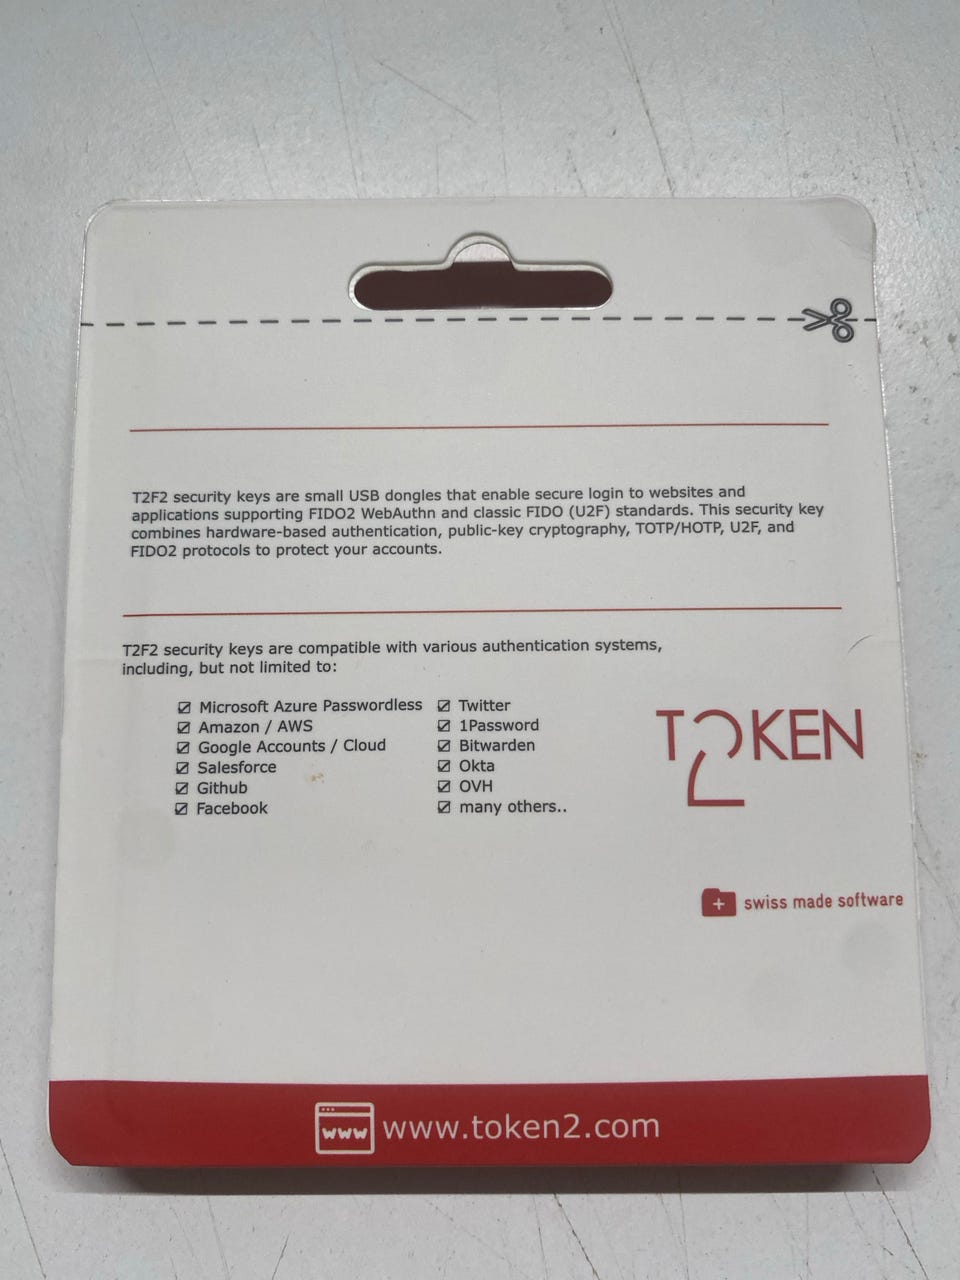 T2F2 security keys are small USB dongles that enable secure login to websites and
applications supporting FIDO2 WebAuthn and classic FIDO (U2F) standards. This security key
combines hardware-based authentication, public-key cryptography, TOTP/HOTP, U2F, and
FIDO2 protocols to protect your accounts.
T2F2 security keys are compatible with various authentication systems,
including, but not limited to:
☑ Microsoft Azure Passwordless
☑ Amazon / AWS
☑ Google Accounts / Cloud
☑ Salesforce
☑ Github
☑ Facebook
☑ Twitter
☑ 1Password
☑ Bitwarden
☑ Okta
☑ OVH
☑ many others..
TOKEN
2
swiss made software
www www.token2.com